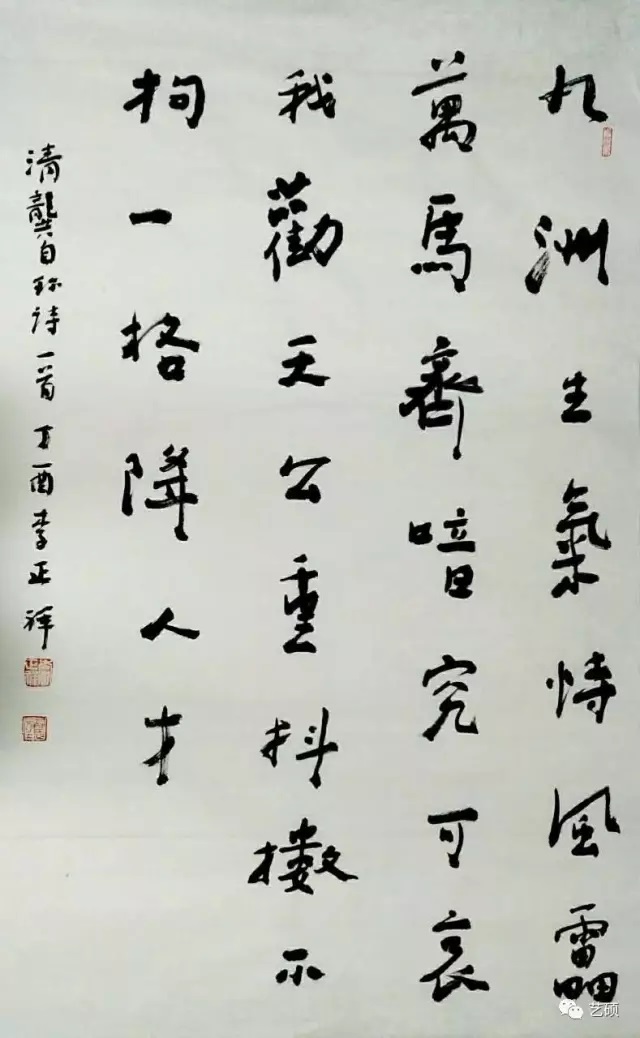 九洲生氣恃風靁
萬馬齊喑究可哀
我勸天公重抖擻不
拘一格降人才
清龔自珍詩一首丁酉李正祥
艺硕